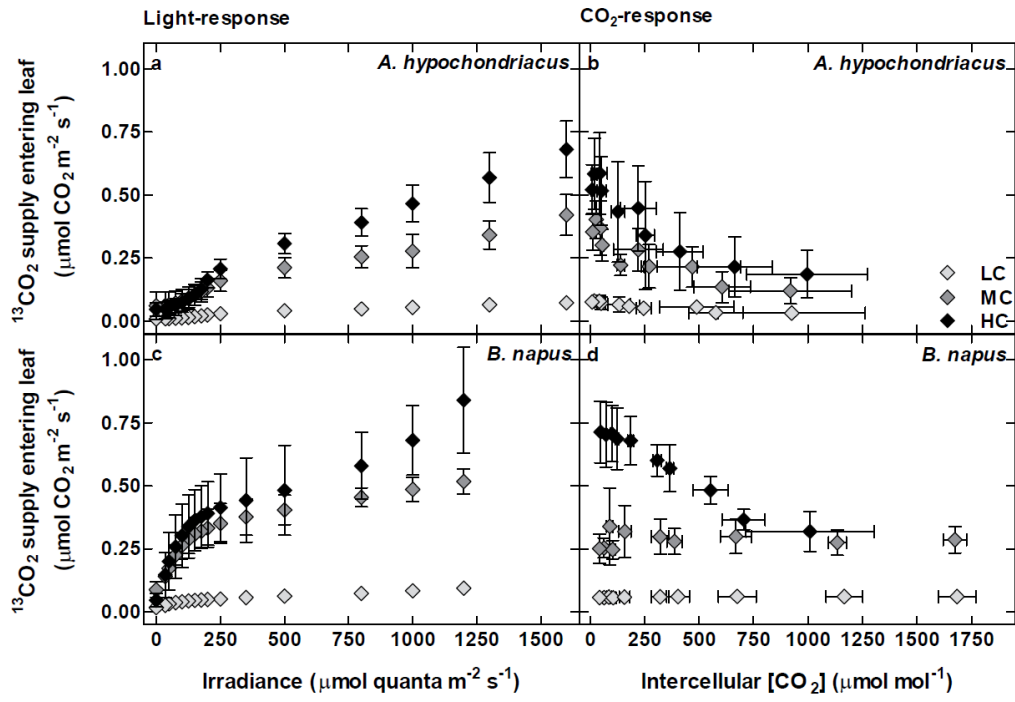 Light-response
CO2-response
13CO2 supply entering leaf
(μmol CO2 m-2 s-1)
1.00
0.75
0.50
0.25
0.00
a
A. hypochondriacus
b
A. hypochondriacus
LC
MC
HC
13CO2 supply entering leaf
(μmol CO2 m-2 s-1)
1.00
0.75
0.50
0.25
0.00
c
B. napus
d
B. napus
0 250 500 750 1000 1250 1500
0 250 500 750 1000 1250 1500 1750
Irradiance (μmol quanta m-2 s-1)
Intercellular [CO2] (μmol mol-1)